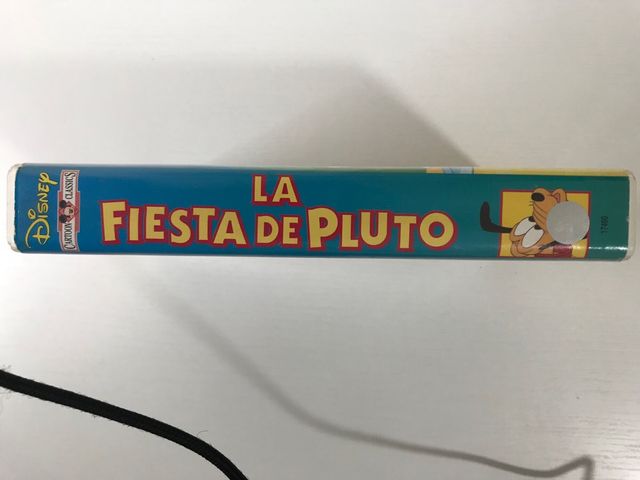 DISNEY
CARTOON CLASSICS
LA
FIESTA DE PLUTO